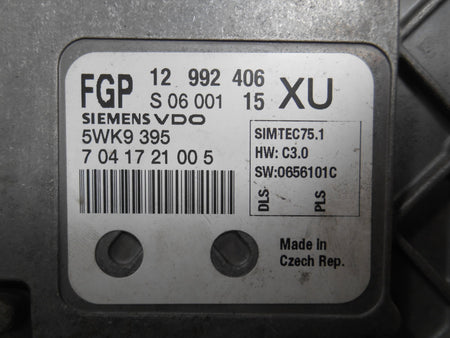 FGP 12 992 406 XU
S 06 001 15
SIEMENS VDO
5WK9 395
7 04 17 21 00 5
SIMTEC75.1
HW: C3.0
SW:0656101C
DLS PLS
Made in
Czech Rep.